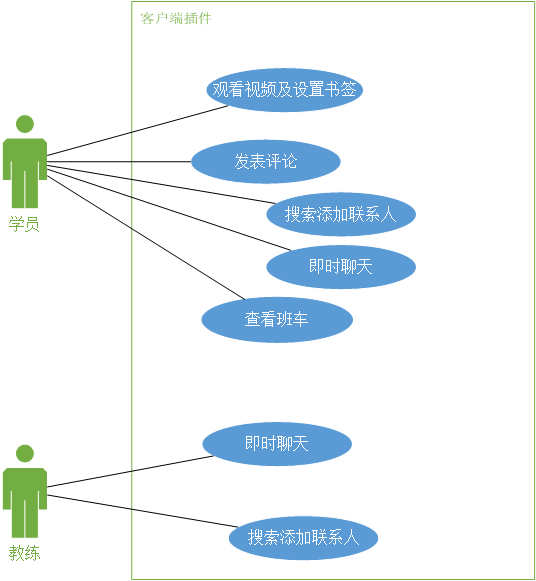 客户端插件
观看视频及设置书签
发表评论
搜索添加联系人
学员
即时聊天
查看班车
即时聊天
搜索添加联系人
教练